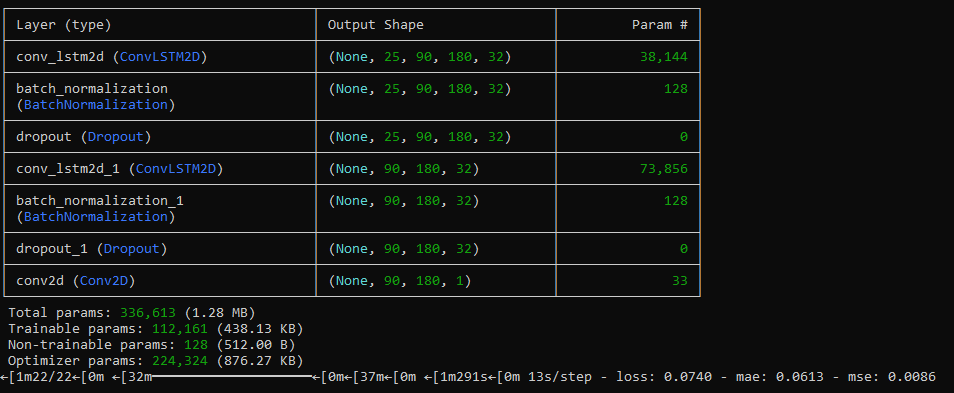 Layer (type) Output Shape Param #
conv_lstm2d (ConvLSTM2D) (None, 25, 90, 180, 32) 38,144
batch_normalization (None, 25, 90, 180, 32) 128
(BatchNormalization)
dropout (Dropout) (None, 25, 90, 180, 32) 0
conv_lstm2d_1 (ConvLSTM2D) (None, 90, 180, 32) 73,856
batch_normalization_1 (None, 90, 180, 32) 128
(BatchNormalization)
dropout_1 (Dropout) (None, 90, 180, 32) 0
conv2d (Conv2D) (None, 90, 180, 1) 33
Total params: 336,613 (1.28 MB)
Trainable params: 112,161 (438.13 KB)
Non-trainable params: 128 (512.00 B)
Optimizer params: 224,324 (876.27 KB)
←[1m22/22←[0m ←[32m━━━━━━━━━━━━━━━━━━━━←[0m←[37m←[0m ←[1m291s←[0m 13s/step - loss: 0.0740 - mae: 0.0613 - mse: 0.0086